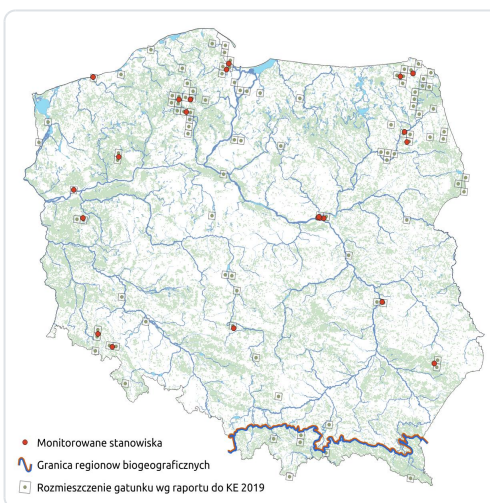 Monitorowane stanowiska
Granica regionów biogeograficznych
Rozmieszczenie gatunku wg raportu do KE 2019